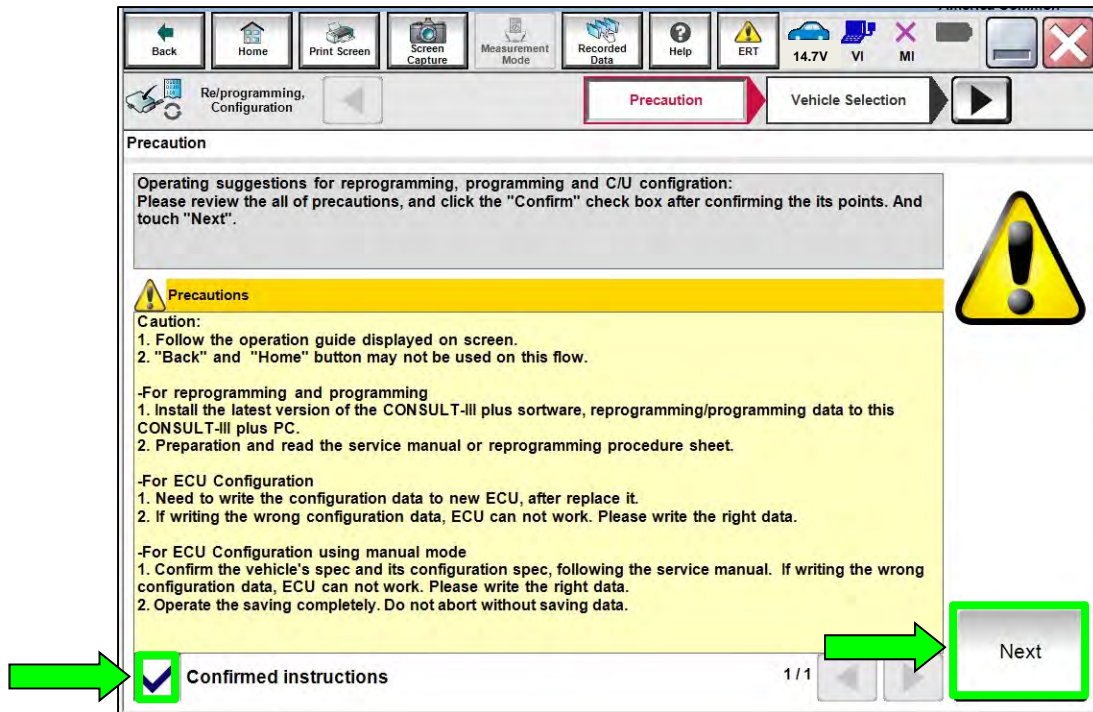 Back
Home
Print Screen
Screen
Capture
Measurement
Mode
Recorded
Data
Help
ERT
14.7V
VI
MI
Re/programming,
Configuration
Precaution
Vehicle Selection
Precaution
Operating suggestions for reprogramming, programming and C/U configration:
Please review the all of precautions, and click the "Confirm" check box after confirming the its points. And
touch "Next".
Precautions
Caution:
1. Follow the operation guide displayed on screen.
2. "Back" and  "Home" button may not be used on this flow.
-For reprogramming and programming
1. Install the latest version of the CONSULT-III plus sortware, reprogramming/programming data to this
CONSULT-III plus PC.
2. Preparation and read the service manual or reprogramming procedure sheet.
-For ECU Configuration
1. Need to write the configuration data to new ECU, after replace it.
2. If writing the wrong configuration data, ECU can not work. Please write the right data.
-For ECU Configuration using manual mode
1. Confirm the vehicle's spec and its configuration spec, following the service manual.  If writing the wrong
configuration data, ECU can not work. Please write the right data.
2. Operate the saving completely. Do not abort without saving data.
Confirmed instructions
1/1
Next